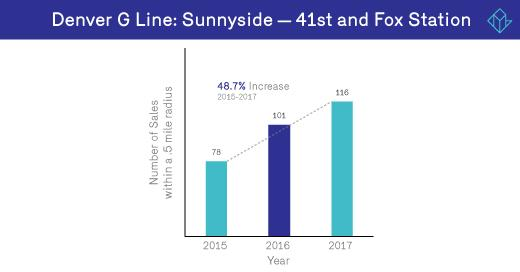 Denver G Line: Sunnyside — 41st and Fox Station
48.7% Increase
2015-2017
Number of Sales
within a .5 mile radius
78
101
116
2015
2016
2017
Year